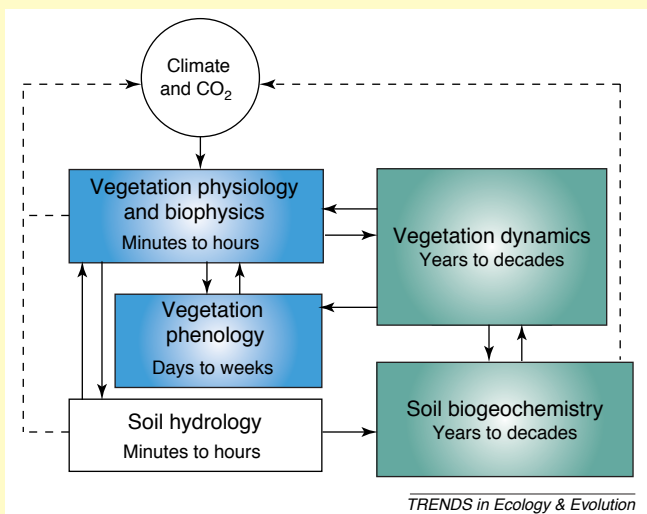 Climate
and CO₂
Vegetation physiology
and biophysics
Minutes to hours
Vegetation dynamics
Years to decades
Vegetation
phenology
Days to weeks
Soil hydrology
Minutes to hours
Soil biogeochemistry
Years to decades
TRENDS in Ecology & Evolution